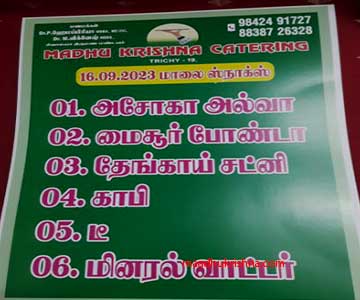 98424 91727
88387 26328
MADHU KRISHNA CATERING
TRICHY - 19.
16.09.2023 மாலை ஸ்நாக்ஸ்
01. அசோகா அல்வா
02. மைசூர் போண்டா
03. தேங்காய் சட்னி
04. காபி
05. டீ
06. மினரல் வாட்டர்